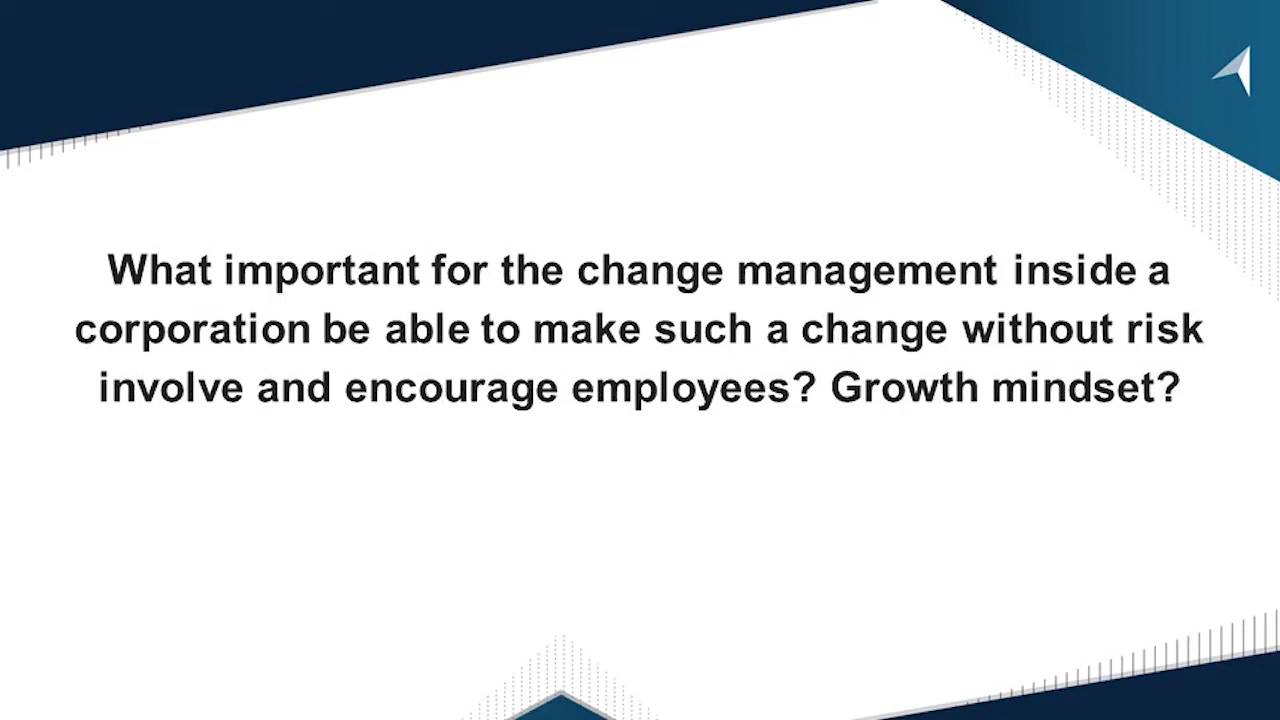 What important for the change management inside a
corporation be able to make such a change without risk
involve and encourage employees? Growth mindset?